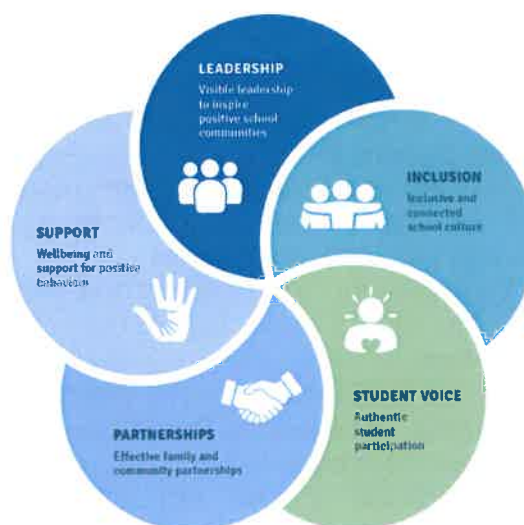 LEADERSHIP
Visible leadership
to inspire
positive school
communities
INCLUSION
Inclusive and
connected
school culture
SUPPORT
Wellbeing and
support for positive
behaviours
STUDENT VOICE
Authentic
student
participation
PARTNERSHIPS
Effective family and
community partnerships